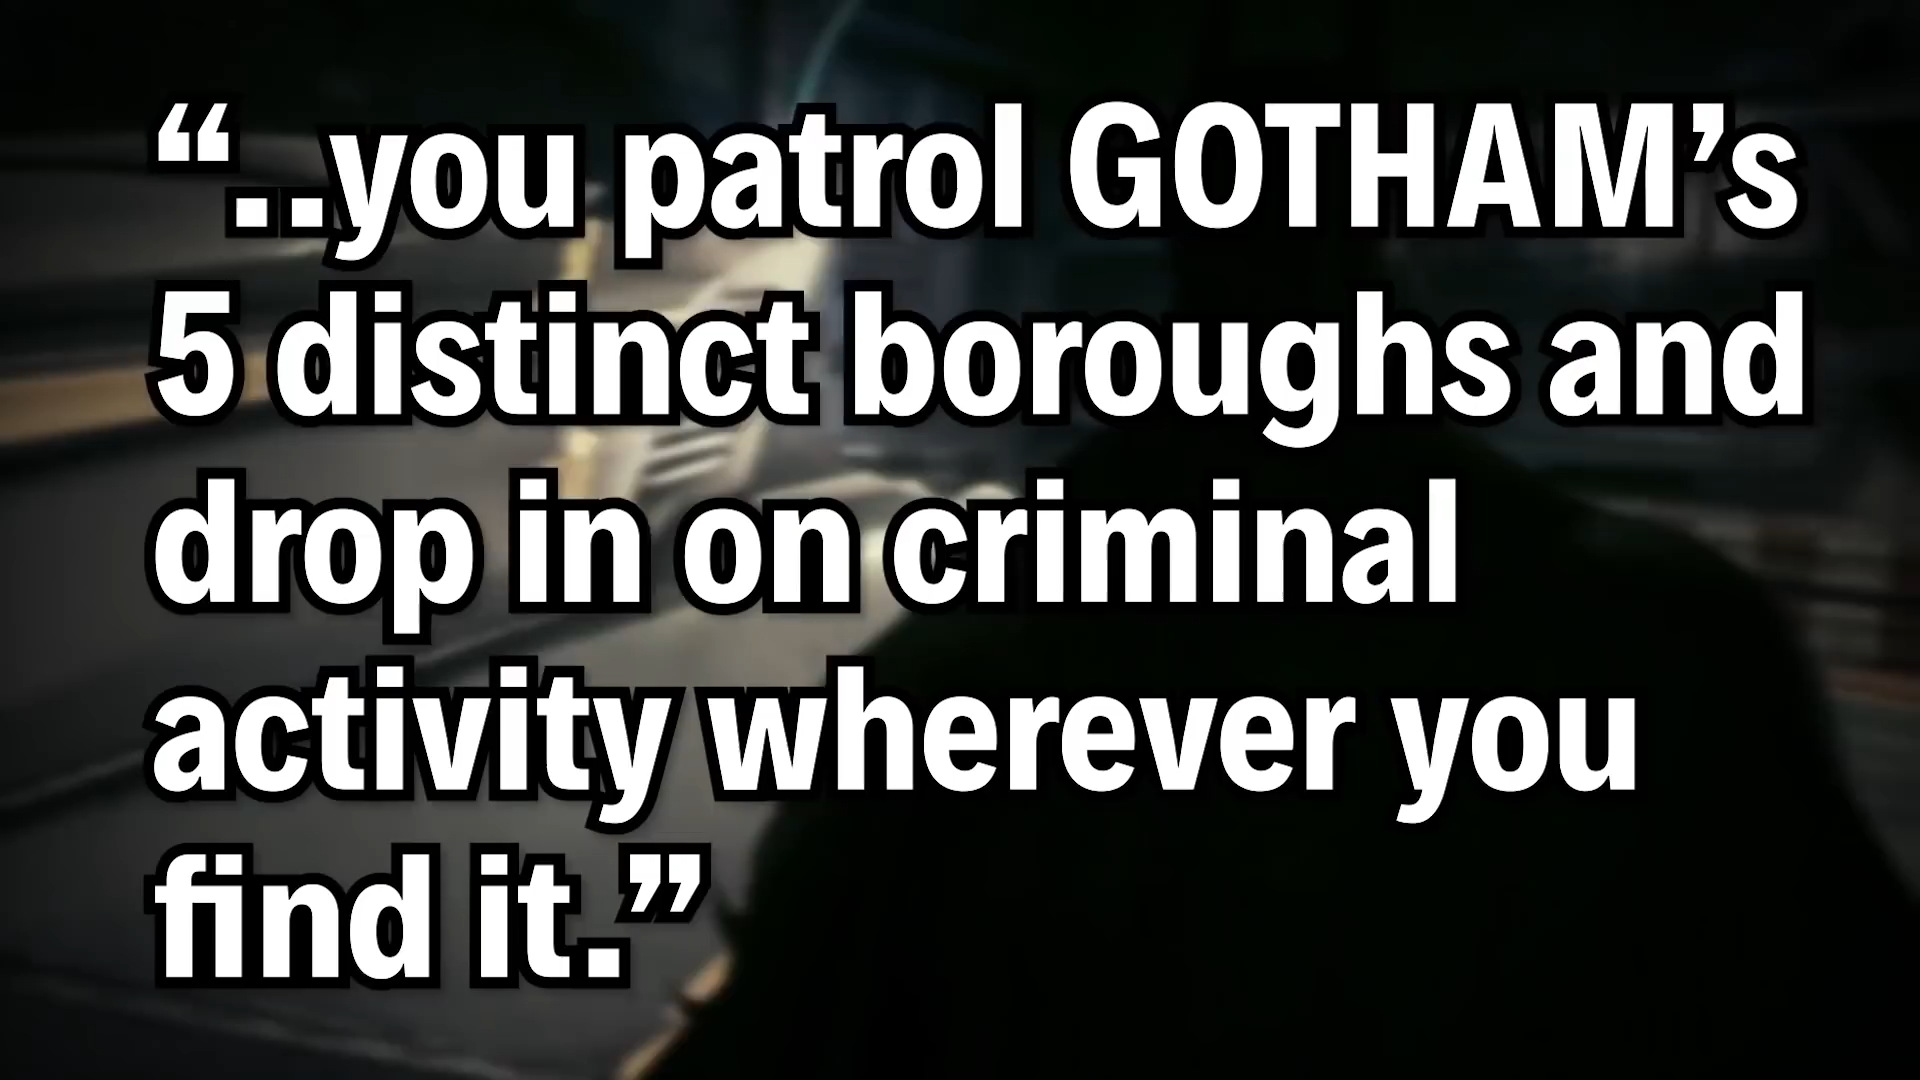 “..you patrol GOTHAM’s
5 distinct boroughs and
drop in on criminal
activity wherever you
find it.”